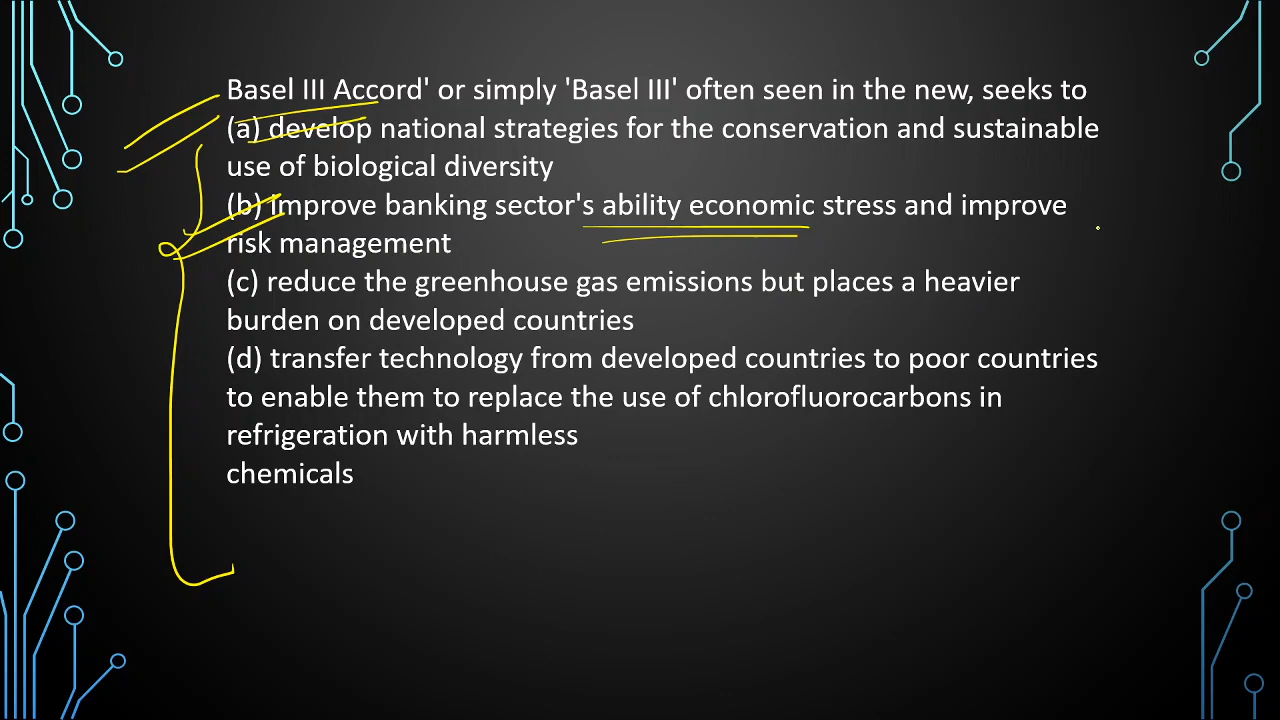 Basel III Accord' or simply 'Basel III' often seen in the new, seeks to
(a) develop national strategies for the conservation and sustainable
use of biological diversity
(b) improve banking sector's ability economic stress and improve
risk management
(c) reduce the greenhouse gas emissions but places a heavier
burden on developed countries
(d) transfer technology from developed countries to poor countries
to enable them to replace the use of chlorofluorocarbons in
refrigeration with harmless
chemicals